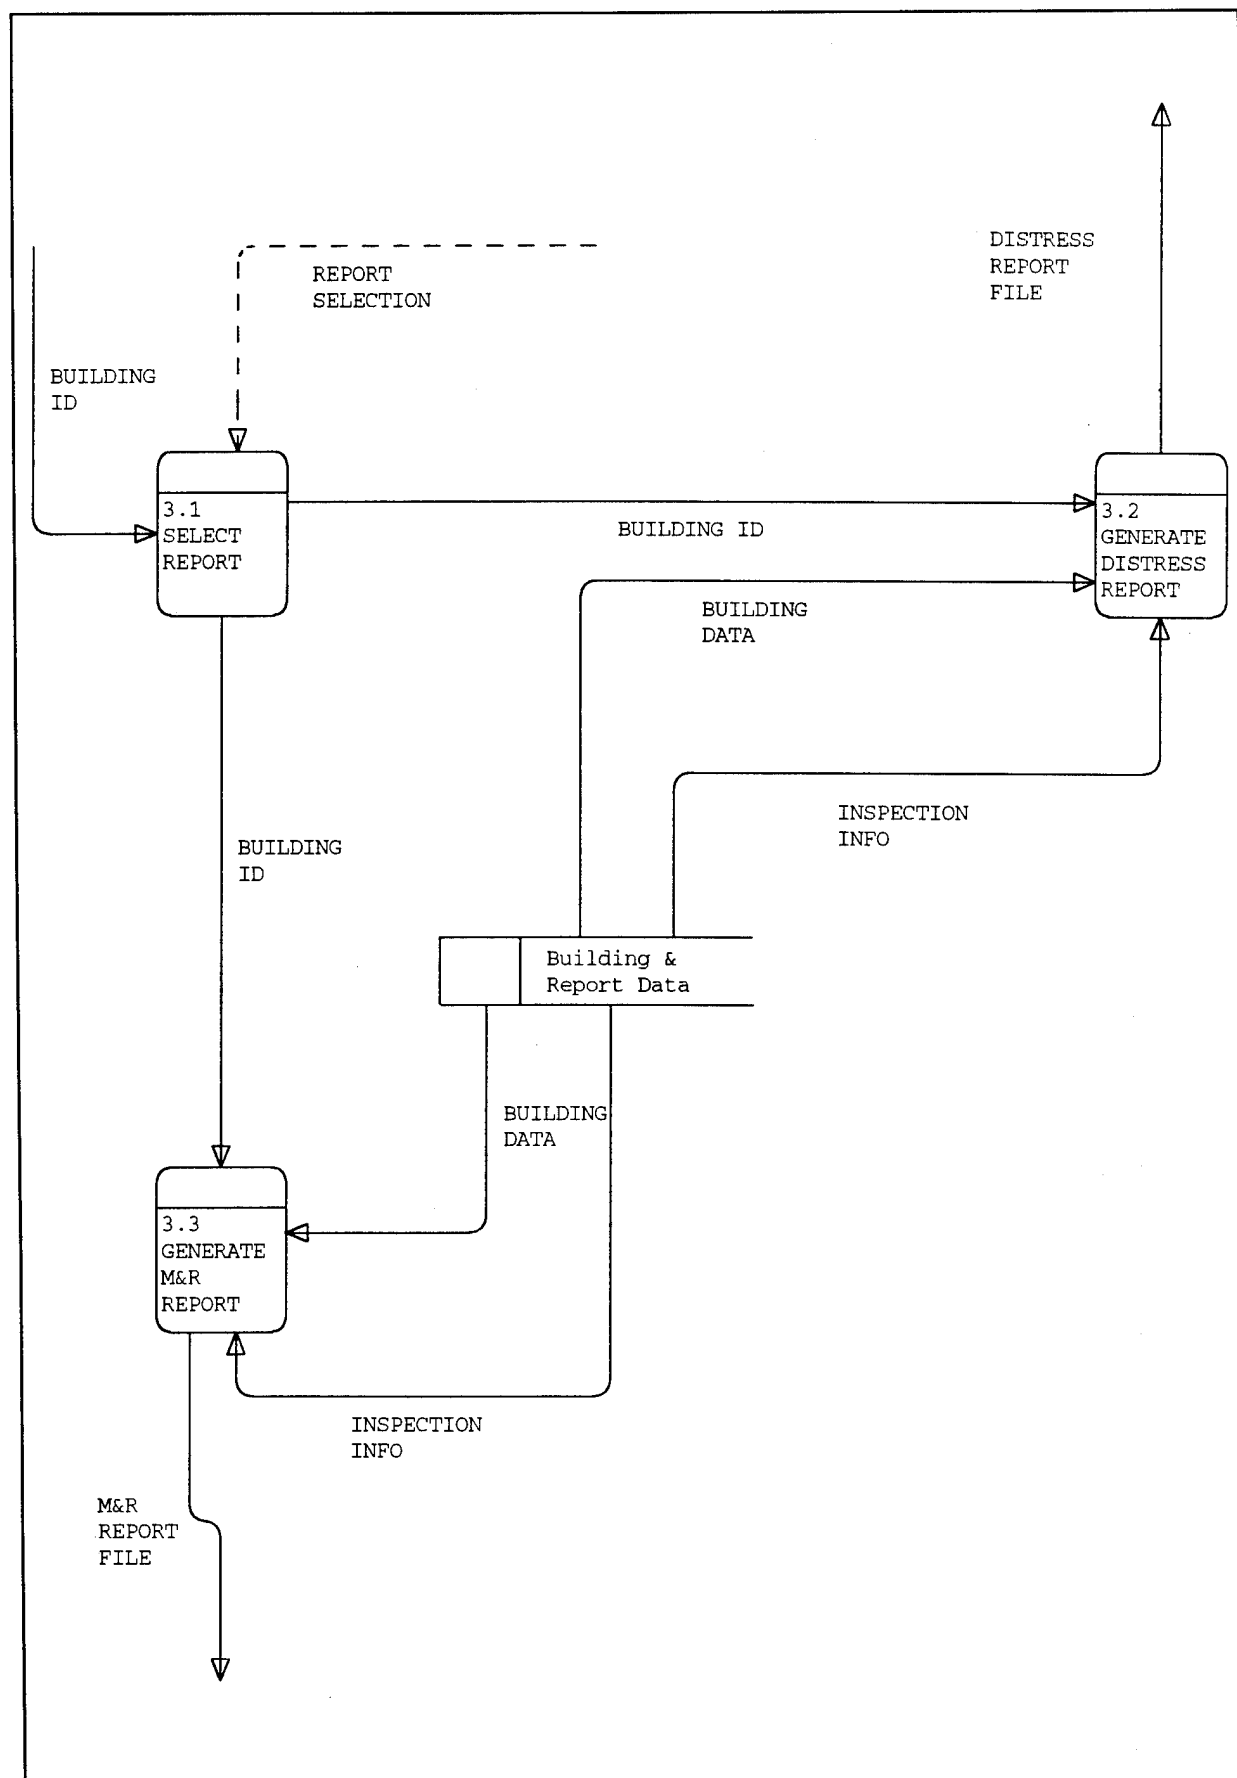 DISTRESS
REPORT
FILE
REPORT
SELECTION
BUILDING
ID
3.1
SELECT
REPORT
BUILDING ID
3.2
GENERATE
DISTRESS
REPORT
BUILDING
DATA
INSPECTION
INFO
BUILDING
ID
Building &
Report Data
BUILDING
DATA
3.3
GENERATE
M&R
REPORT
INSPECTION
INFO
M&R
REPORT
FILE